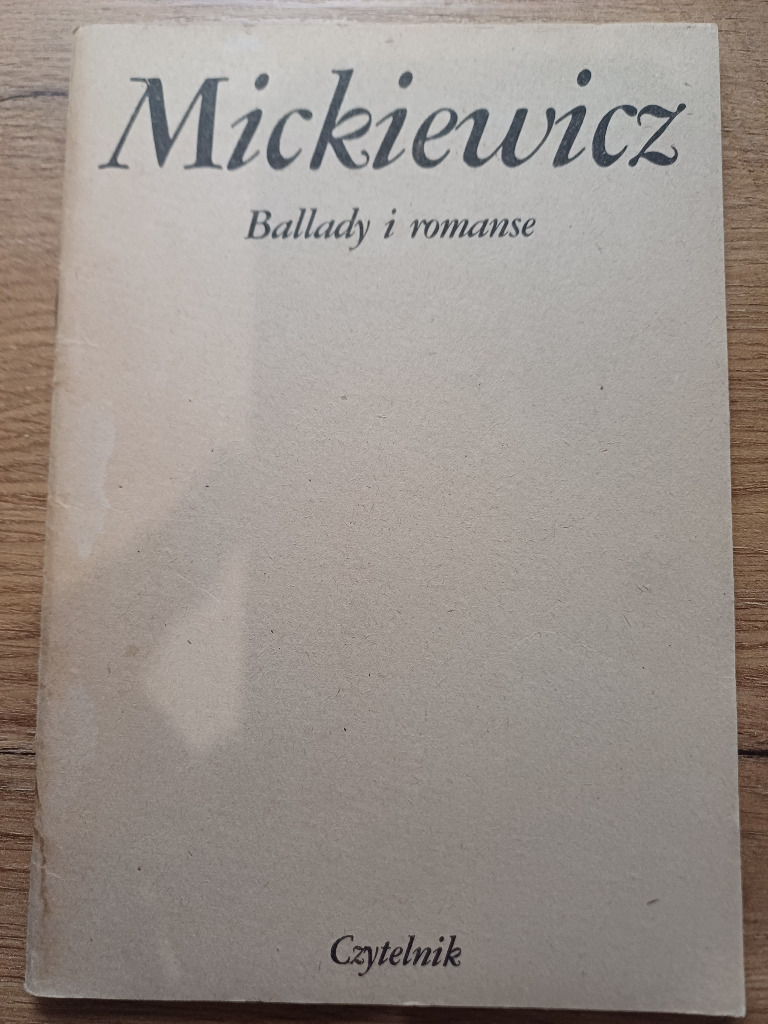 Mickiewicz
Ballady i romanse
Czytelnik